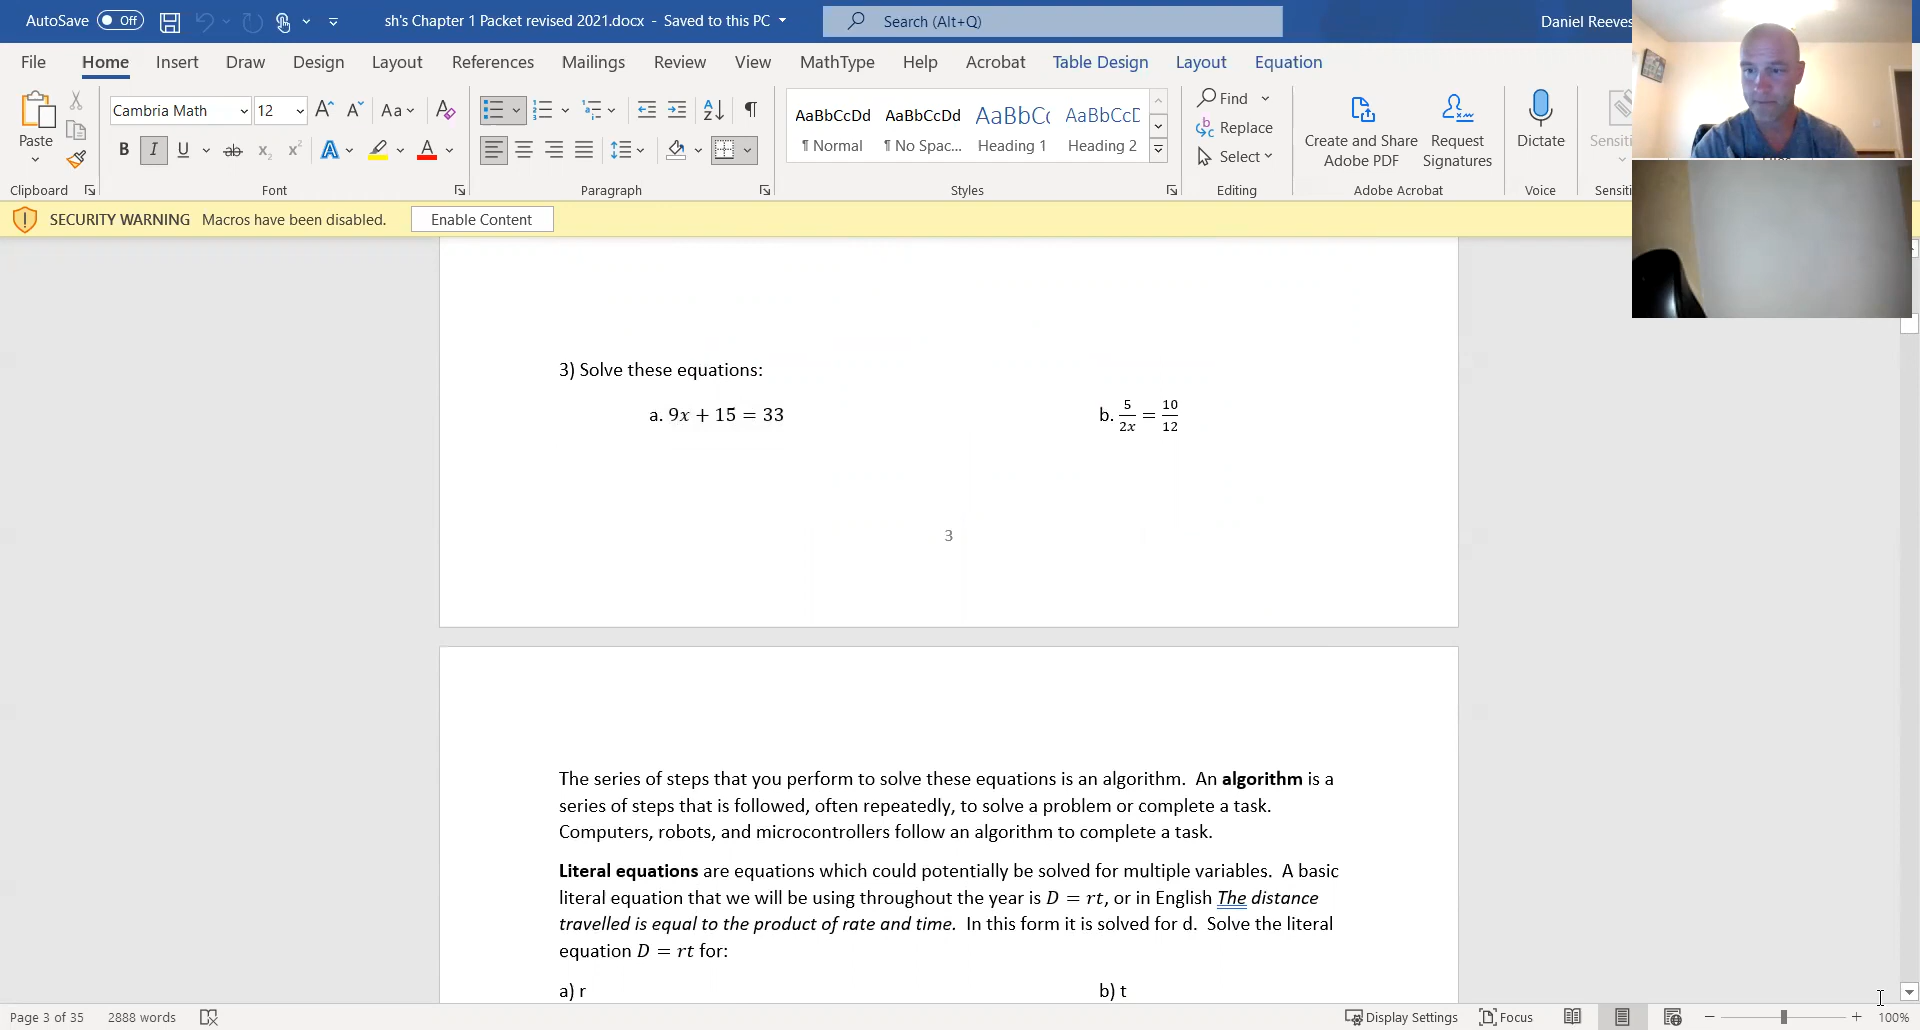 AutoSave Off sh's Chapter 1 Packet revised 2021.docx - Saved to this PC Search (Alt+Q) Daniel Reeves
File Home Insert Draw Design Layout References Mailings Review View MathType Help Acrobat Table Design Layout Equation
Cambria Math 12 Aa
Paste
AaBbCcDd AaBbCcDd AaBbCc AaBbCcD
¶ Normal ¶ No Spac... Heading 1 Heading 2
Find
Replace
Select
Create and Share
Adobe PDF
Request
Signatures
Dictate
Clipboard Font Paragraph Styles Editing Adobe Acrobat Voice
SECURITY WARNING Macros have been disabled. Enable Content
3) Solve these equations:
a. 9x + 15 = 33 b. 5/2x = 10/12
3
The series of steps that you perform to solve these equations is an algorithm. An algorithm is a
series of steps that is followed, often repeatedly, to solve a problem or complete a task.
Computers, robots, and microcontrollers follow an algorithm to complete a task.
Literal equations are equations which could potentially be solved for multiple variables. A basic
literal equation that we will be using throughout the year is D = rt, or in English The distance
travelled is equal to the product of rate and time. In this form it is solved for d. Solve the literal
equation D = rt for:
a) r b) t
Page 3 of 35 2888 words Display Settings Focus 100%